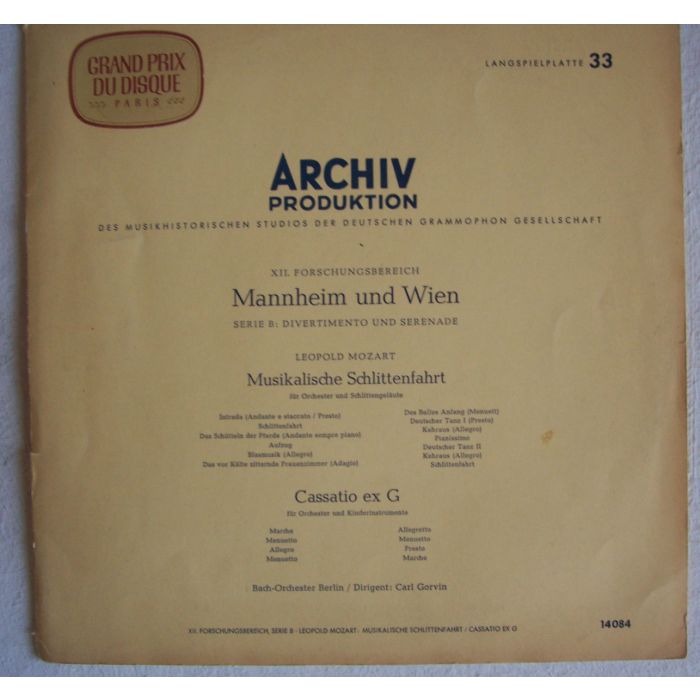 GRAND PRIX
DU DISQUE
PARIS
LANGSPIELPLATTE 33
ARCHIV
PRODUKTION
DES MUSIKHISTORISCHEN STUDIOS DER DEUTSCHEN GRAMMOPHON GESELLSCHAFT
XII. FORSCHUNGSBEREICH
Mannheim und Wien
SERIE B: DIVERTIMENTO UND SERENADE
LEOPOLD MOZART
Musikalische Schlittenfahrt
für Orchester und Schlittengeläute
Intrada (Andante e staccato / Presto)
Schlittenfahrt
Das Schütteln der Pferde (Andante sempre piano)
Aufzug
Blasmusik (Allegro)
Das vor Kälte zitternde Frauenzimmer (Adagio)
Des Balles Anfang (Menuett)
Deutscher Tanz I (Presto)
Kehraus (Allegro)
Pianissimo
Deutscher Tanz II
Kehraus (Allegro)
Schlittenfahrt
Cassatio ex G
für Orchester und Kinderinstrumente
Marche
Menuetto
Allegro
Menuetto
Allegretto
Menuetto
Presto
Marche
Bach-Orchester Berlin / Dirigent: Carl Gorvin
XII. FORSCHUNGSBEREICH, SERIE B · LEOPOLD MOZART: MUSIKALISCHE SCHLITTENFAHRT / CASSATIO EX G
14084